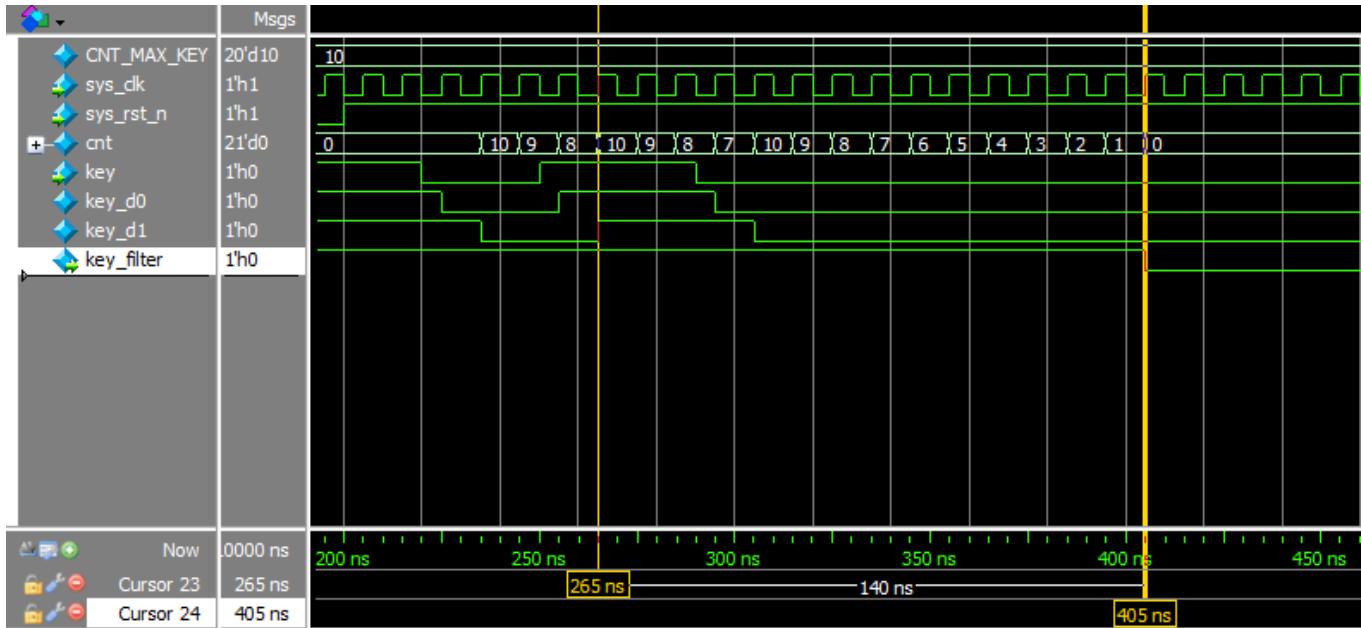 Msgs
CNT_MAX_KEY 20'd10 10
sys_clk 1'h1
sys_rst_n 1'h1
cnt 21'd0 0 10 9 8 10 9 8 7 10 9 8 7 6 5 4 3 2 1 0
key 1'h0
key_d0 1'h0
key_d1 1'h0
key_filter 1'h0
Now 0000 ns 200 ns 250 ns 300 ns 350 ns 400 ns 450 ns
Cursor 23 265 ns 265 ns 140 ns
Cursor 24 405 ns 405 ns